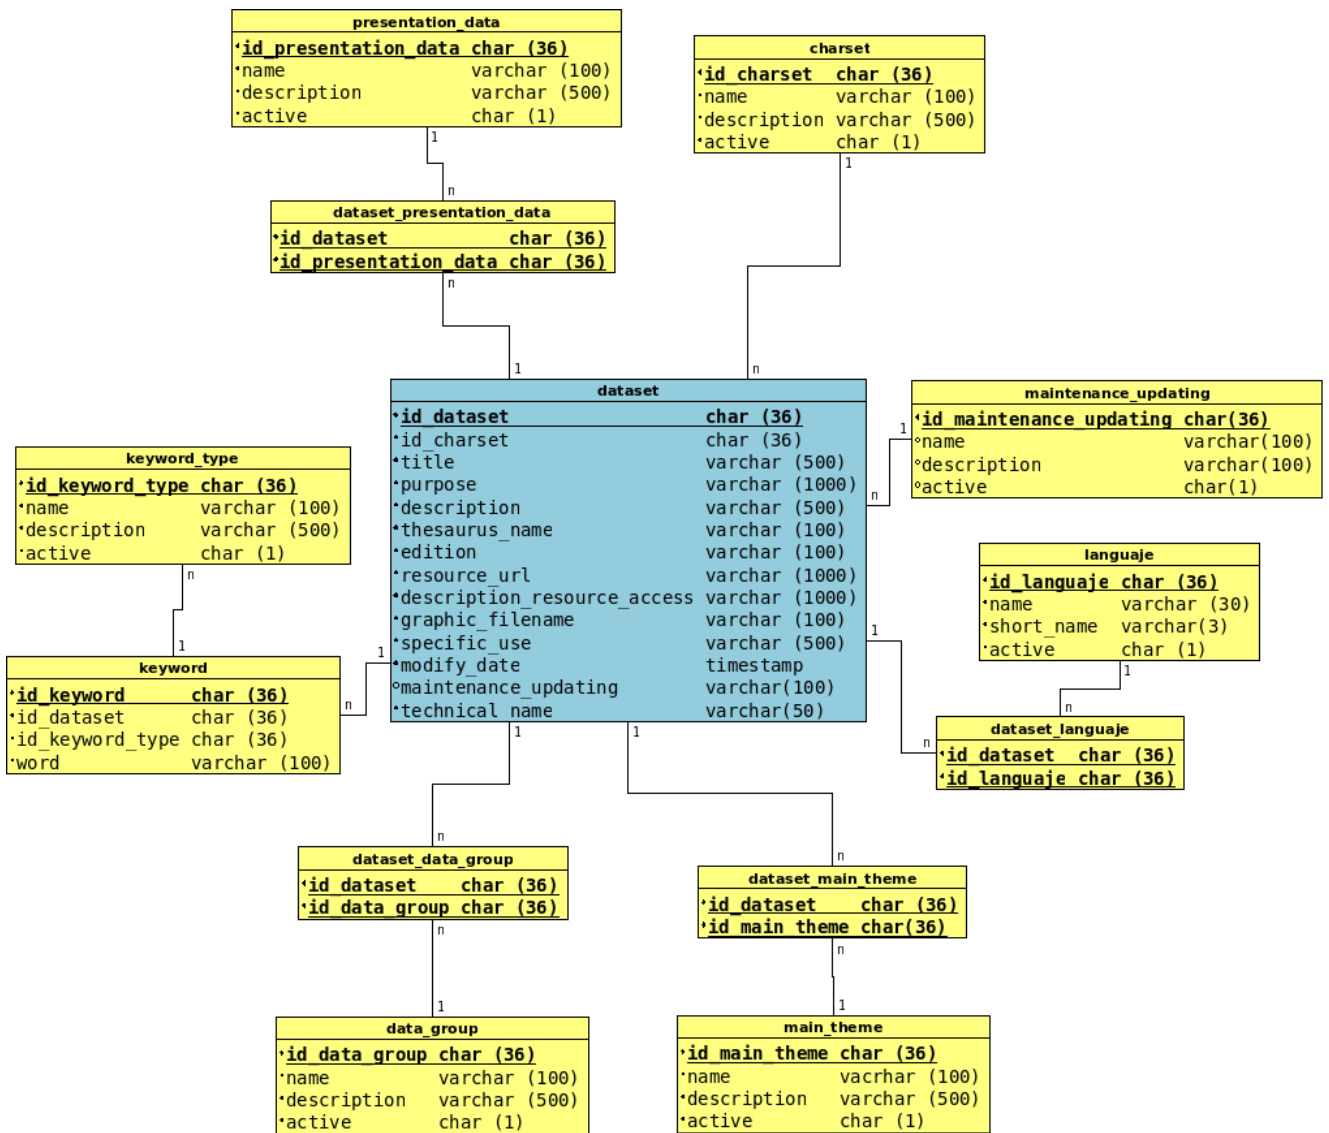 presentation_data
id_presentation_data char (36)
name varchar (100)
description varchar (500)
active char (1)
1
n
dataset_presentation_data
id_dataset char (36)
id_presentation_data char (36)
n
1
charset
id_charset char (36)
name varchar (100)
description varchar (500)
active char (1)
1
n
dataset
id_dataset char (36)
id_charset char (36)
title varchar (500)
purpose varchar (1000)
description varchar (500)
thesaurus_name varchar (100)
edition varchar (100)
resource_url varchar (1000)
description_resource_access varchar (1000)
graphic_filename varchar (100)
specific_use varchar (500)
modify_date timestamp
maintenance_updating varchar(100)
technical_name varchar(50)
maintenance_updating
id_maintenance_updating char(36)
name varchar(100)
description varchar(100)
active char(1)
1
n
keyword_type
id_keyword_type char (36)
name varchar (100)
description varchar (500)
active char (1)
n
1
keyword
id_keyword char (36)
id_dataset char (36)
id_keyword_type char (36)
word varchar (100)
1
n
languaje
id_languaje char (36)
name varchar (30)
short_name varchar(3)
active char (1)
1
n
dataset_languaje
id_dataset char (36)
id_languaje char (36)
1
n
1
n
dataset_data_group
id_dataset char (36)
id_data_group char (36)
n
1
data_group
id_data_group char (36)
name varchar (100)
description varchar (500)
active char (1)
1
n
dataset_main_theme
id_dataset char (36)
id_main_theme char(36)
n
1
main_theme
id_main_theme char (36)
name vacrhar (100)
description varchar (500)
active char (1)